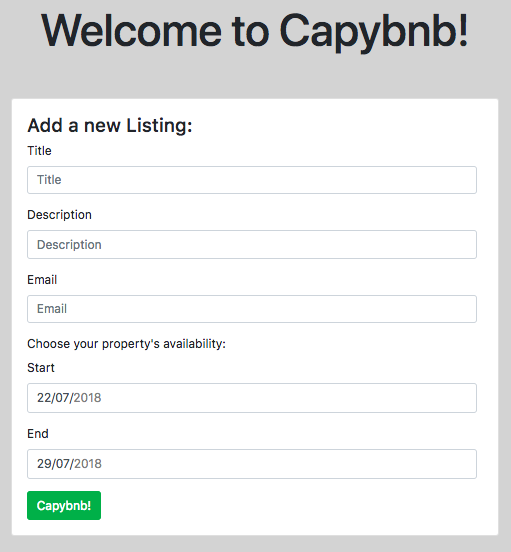 Welcome to Capybnb!
Add a new Listing:
Title
Title
Description
Description
Email
Email
Choose your property's availability:
Start
22/07/2018
End
29/07/2018
Capybnb!